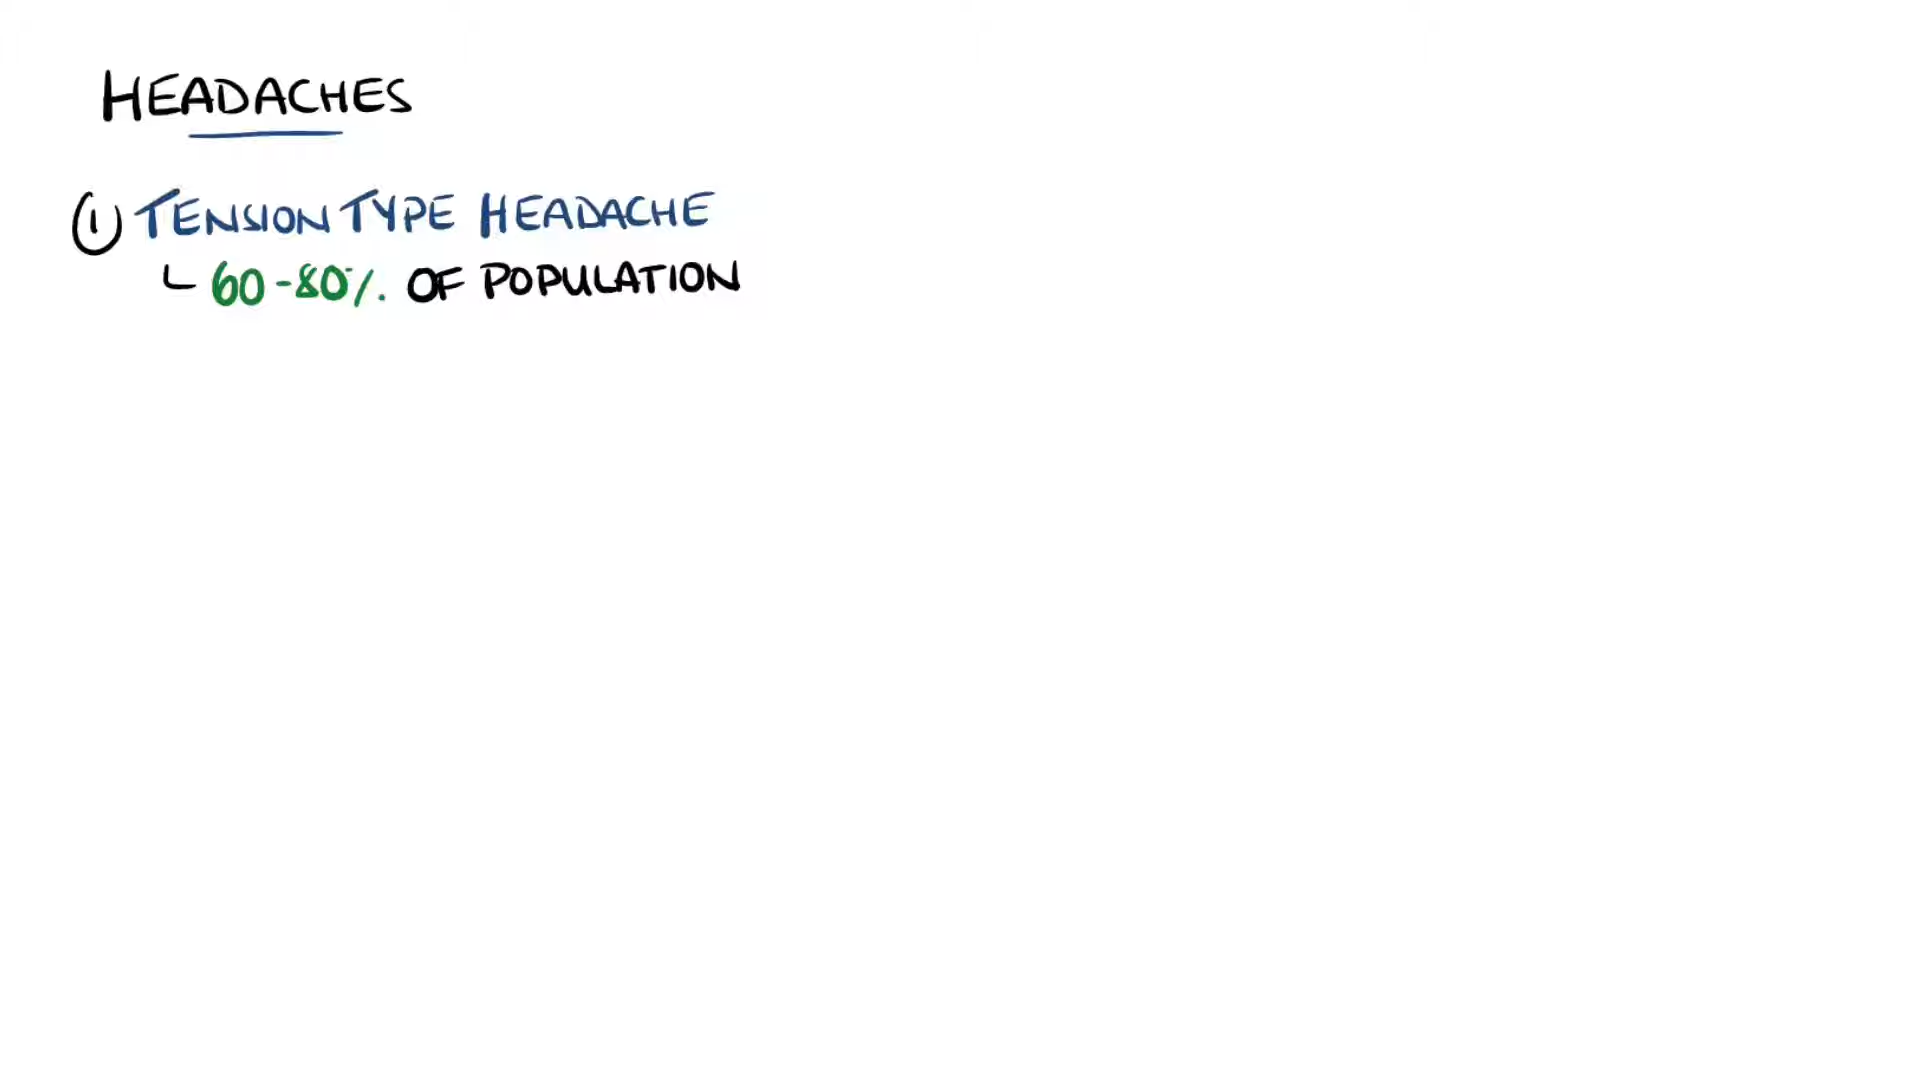 HEADACHES
① TENSION TYPE HEADACHE
└ 60-80% OF POPULATION